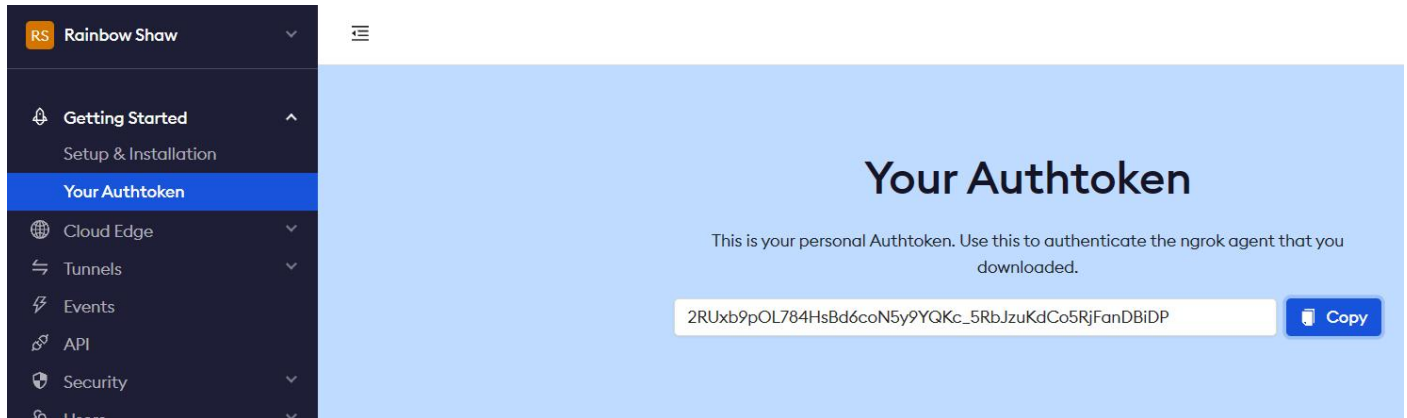 RS Rainbow Shaw
Getting Started
Setup & Installation
Your Authtoken
Cloud Edge
Tunnels
Events
API
Security
Users
Your Authtoken
This is your personal Authtoken. Use this to authenticate the ngrok agent that you
downloaded.
2RUxb9pOL784HsBd6coN5y9YQKc_5RbJzuKdCo5RjFanDBiDP
Copy